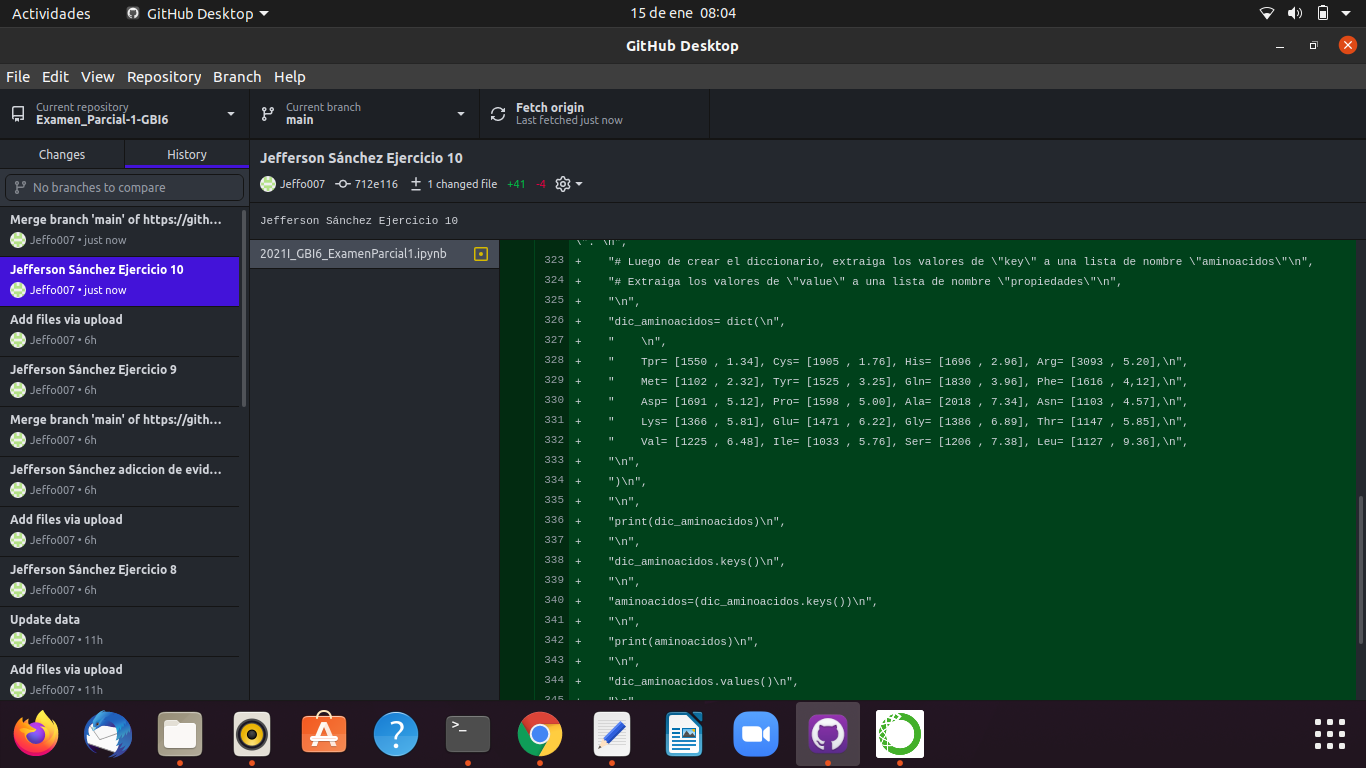 Actividades
GitHub Desktop
15 de ene 08:04
GitHub Desktop
File Edit View Repository Branch Help
Current repository
Examen_Parcial-1-GBI6
Current branch
main
Fetch origin
Last fetched just now
Changes
History
No branches to compare
Merge branch 'main' of https://gith...
Jeffo007 • just now
Jefferson Sánchez Ejercicio 10
Jeffo007 • just now
Add files via upload
Jeffo007 • 6h
Jefferson Sánchez Ejercicio 9
Jeffo007 • 6h
Merge branch 'main' of https://gith...
Jeffo007 • 6h
Jefferson Sánchez adiccion de evid...
Jeffo007 • 6h
Add files via upload
Jeffo007 • 6h
Jefferson Sánchez Ejercicio 8
Jeffo007 • 6h
Update data
Jeffo007 • 11h
Add files via upload
Jeffo007 • 11h
Jefferson Sánchez Ejercicio 10
Jeffo007 712e116 1 changed file +41 -4
Jefferson Sánchez Ejercicio 10
2021I_GBI6_ExamenParcial1.ipynb
\". \n",
323 + "# Luego de crear el diccionario, extraiga los valores de \"key\" a una lista de nombre \"aminoacidos\"\n",
324 + "# Extraiga los valores de \"value\" a una lista de nombre \"propiedades\"\n",
325 + "\n",
326 + "dic_aminoacidos= dict(\n",
327 + "    \n",
328 + "    Tpr= [1550 , 1.34], Cys= [1905 , 1.76], His= [1696 , 2.96], Arg= [3093 , 5.20],\n",
329 + "    Met= [1102 , 2.32], Tyr= [1525 , 3.25], Gln= [1830 , 3.96], Phe= [1616 , 4,12],\n",
330 + "    Asp= [1691 , 5.12], Pro= [1598 , 5.00], Ala= [2018 , 7.34], Asn= [1103 , 4.57],\n",
331 + "    Lys= [1366 , 5.81], Glu= [1471 , 6.22], Gly= [1386 , 6.89], Thr= [1147 , 5.85],\n",
332 + "    Val= [1225 , 6.48], Ile= [1033 , 5.76], Ser= [1206 , 7.38], Leu= [1127 , 9.36],\n",
333 + "\n",
334 + ")\n",
335 + "\n",
336 + "print(dic_aminoacidos)\n",
337 + "\n",
338 + "dic_aminoacidos.keys()\n",
339 + "\n",
340 + "aminoacidos=(dic_aminoacidos.keys())\n",
341 + "\n",
342 + "print(aminoacidos)\n",
343 + "\n",
344 + "dic_aminoacidos.values()\n",